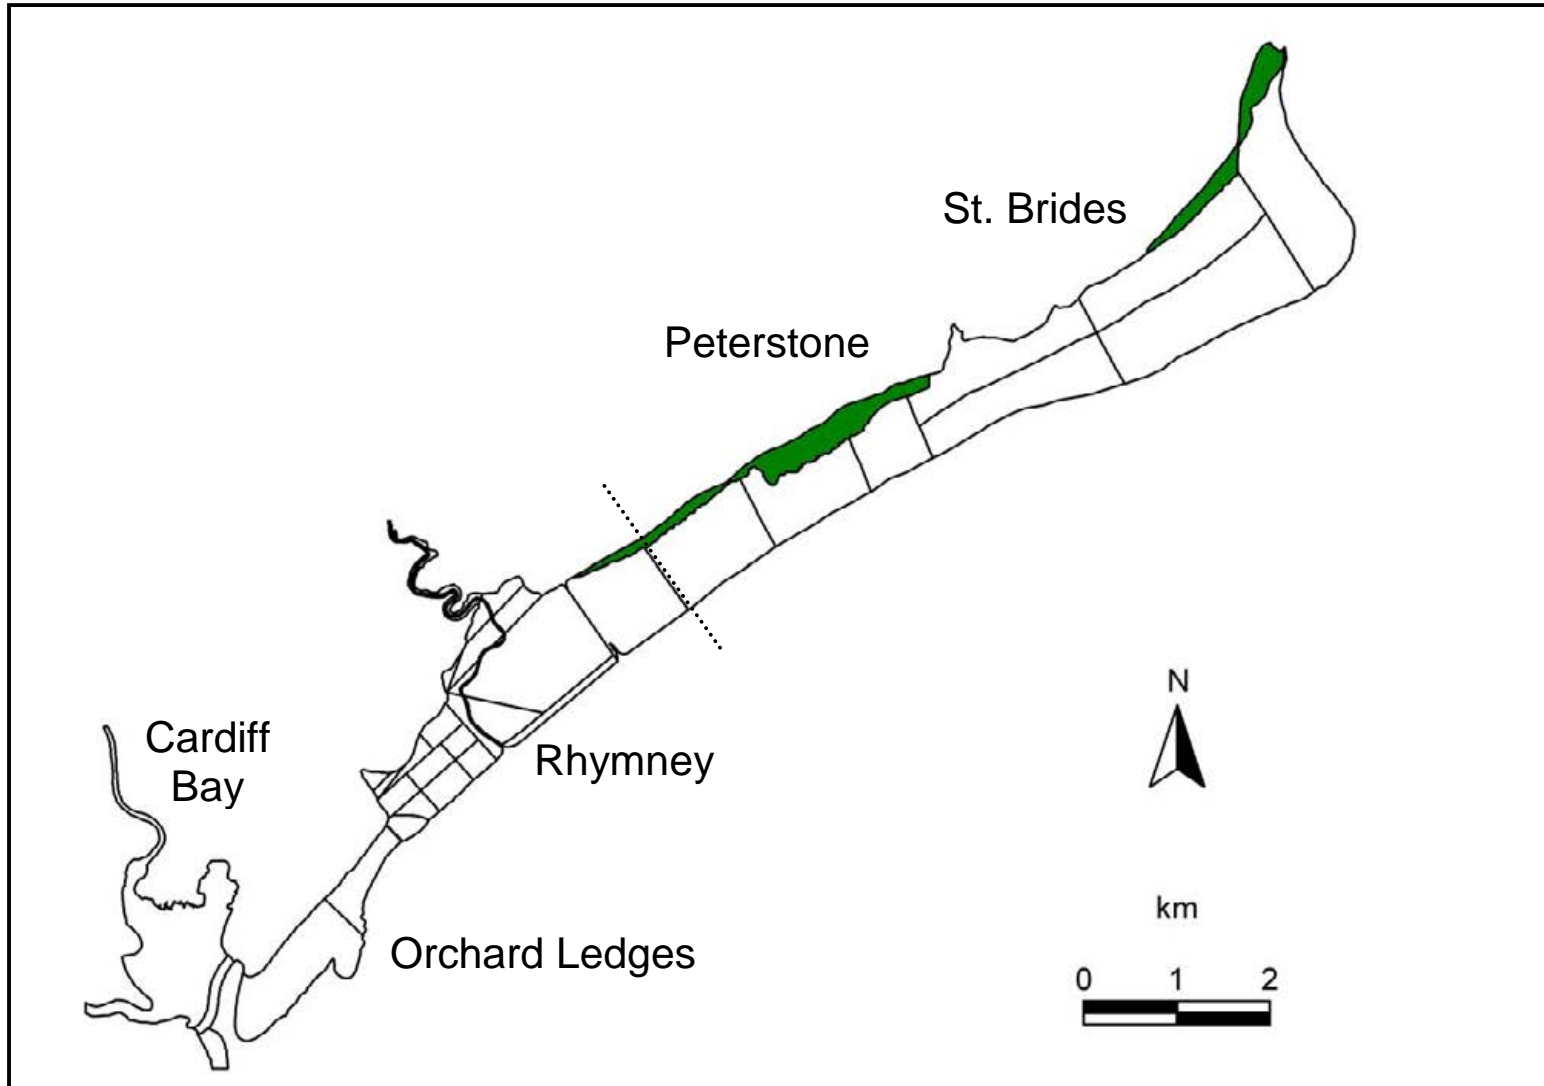 St. Brides
Peterstone
N
Cardiff
Bay
Rhymney
km
Orchard Ledges
0 1 2